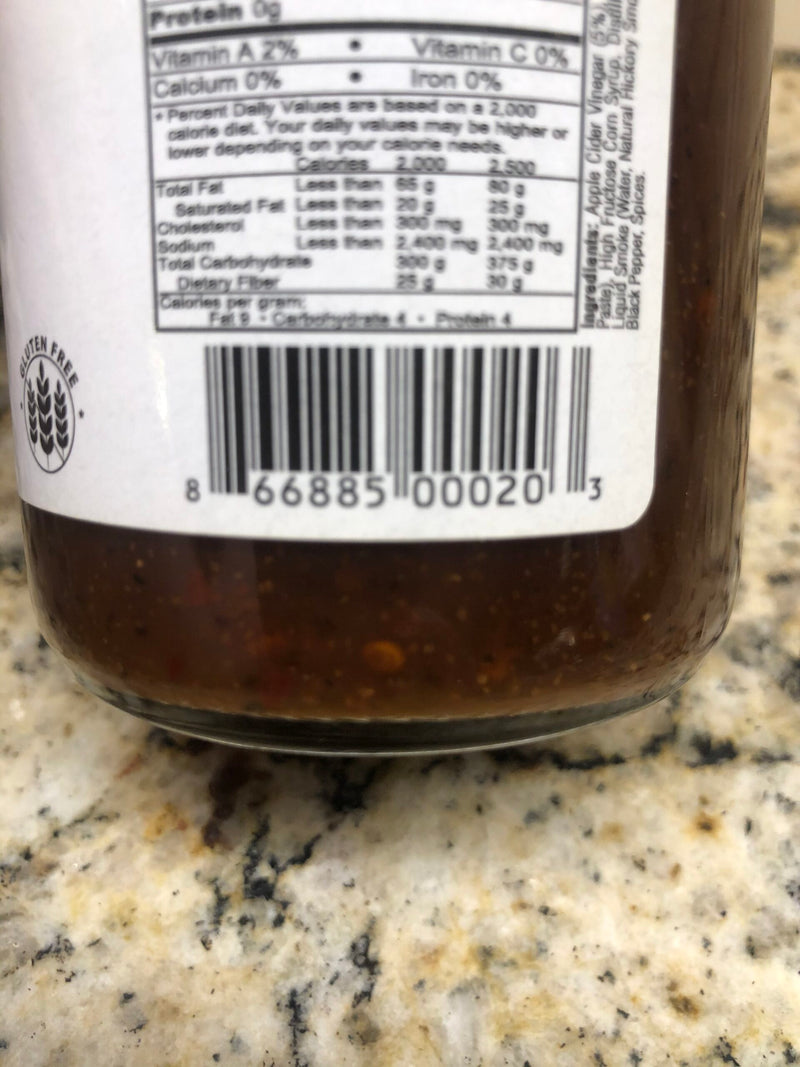 Protein 0g
Vitamin A 2% • Vitamin C 0%
Calcium 0% • Iron 0%
* Percent Daily Values are based on a 2,000
calorie diet. Your daily values may be higher or
lower depending on your calorie needs.
Calories 2,000 2,500
Total Fat Less than 65 g 80 g
Saturated Fat Less than 20 g 25 g
Cholesterol Less than 300 mg 300 mg
Sodium Less than 2,400 mg 2,400 mg
Total Carbohydrate 300 g 375 g
Dietary Fiber 25 g 30 g
Calories per gram:
Fat 9 • Carbohydrate 4 • Protein 4
Ingredients: Apple Cider Vinegar (5%)
Paste), High Fructose Corn Syrup,
Liquid Smoke (Water, Natural Hickory
Black Pepper, Spices.
GLUTEN FREE
8 66885 00020 3